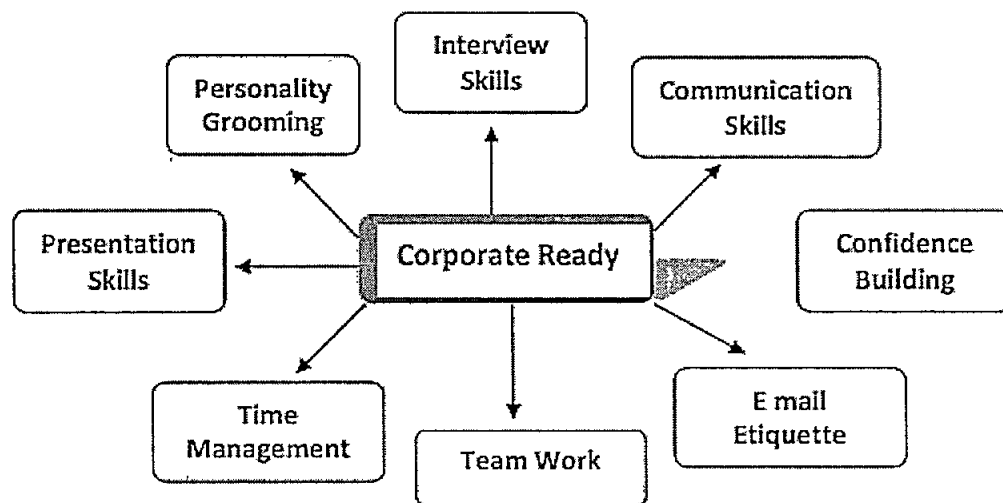 Interview
Skills
Personality
Grooming
Communication
Skills
Presentation
Skills
Corporate Ready
Confidence
Building
Time
Management
Team Work
E mail
Etiquette